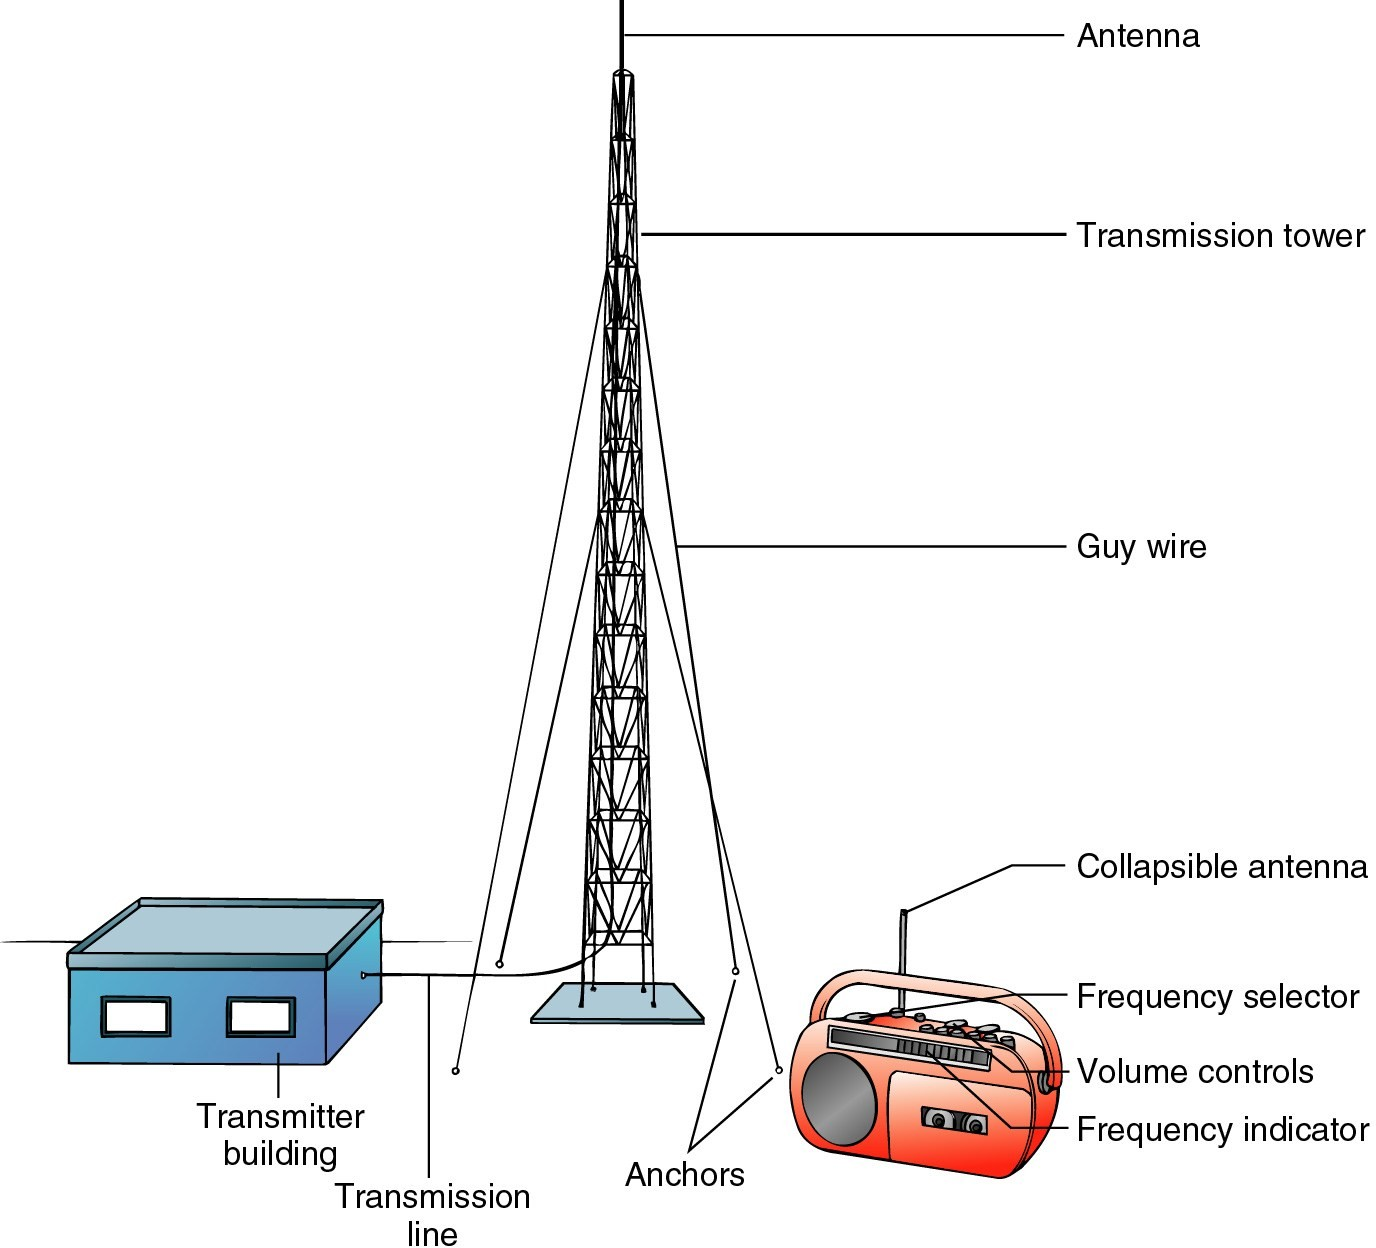 Antenna
Transmission tower
Guy wire
Collapsible antenna
Frequency selector
Volume controls
Frequency indicator
Transmitter
building
Anchors
Transmission
line